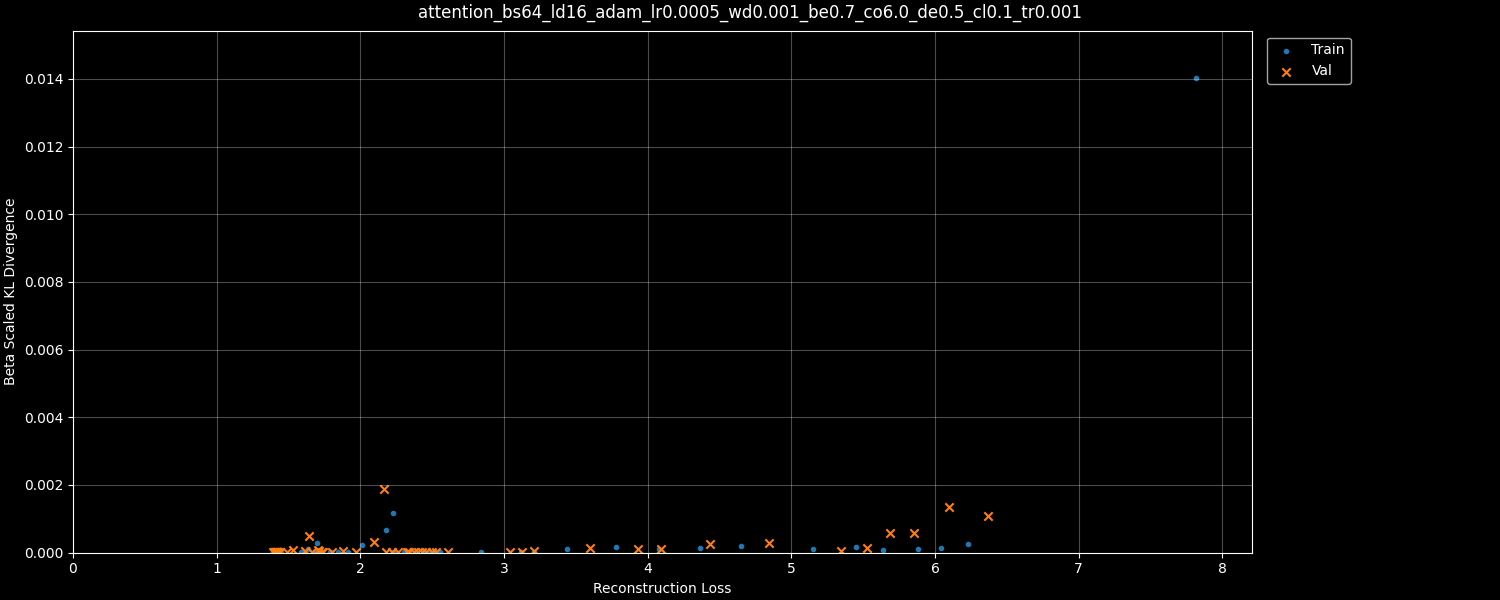 attention_bs64_ld16_adam_lr0.0005_wd0.001_be0.7_co6.0_de0.5_cl0.1_tr0.001
Train
Val
Beta Scaled KL Divergence
0.014
0.012
0.010
0.008
0.006
0.004
0.002
0.000
0 1 2 3 4 5 6 7 8
Reconstruction Loss